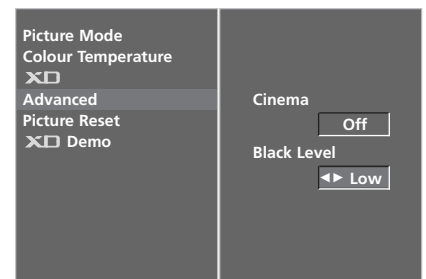 Picture Mode
Colour Temperature
XD
Advanced
Picture Reset
XD Demo
Cinema
Off
Black Level
◄► Low